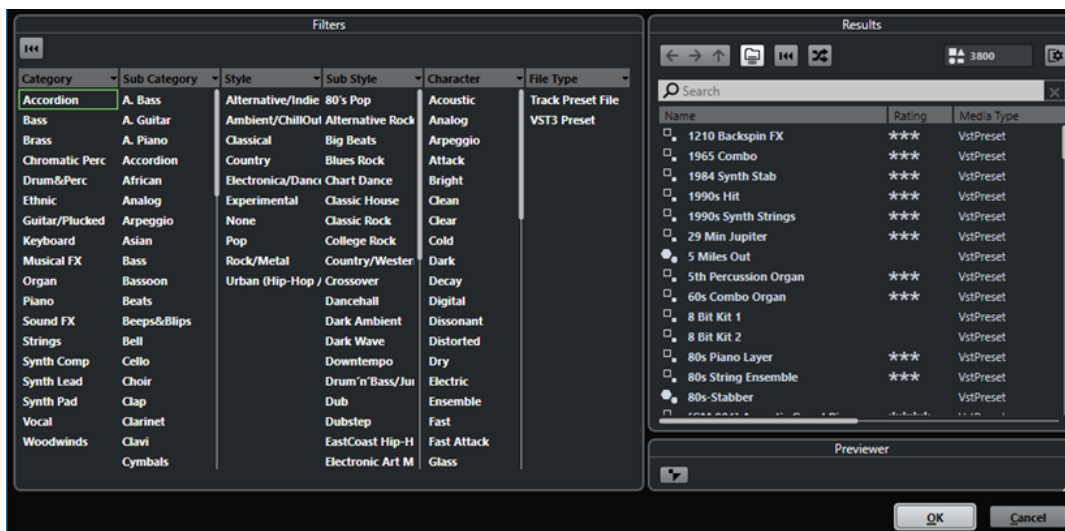 Filters
Category
Sub Category
Style
Sub Style
Character
File Type
Accordion
Bass
Brass
Chromatic Perc
Drum&Perc
Ethnic
Guitar/Plucked
Keyboard
Musical FX
Organ
Piano
Sound FX
Strings
Synth Comp
Synth Lead
Synth Pad
Vocal
Woodwinds
A. Bass
A. Guitar
A. Piano
Accordion
African
Analog
Arpeggio
Asian
Bass
Bassoon
Beats
Beeps&Blips
Bell
Cello
Choir
Clap
Clarinet
Clavi
Cymbals
Alternative/Indie
Ambient/ChillOut
Classical
Country
Electronica/Dance
Experimental
None
Pop
Rock/Metal
Urban (Hip-Hop /
80's Pop
Alternative Rock
Big Beats
Blues Rock
Chart Dance
Classic House
Classic Rock
College Rock
Country/Wester
Crossover
Dancehall
Dark Ambient
Dark Wave
Downtempo
Drum´n´Bass/Ju
Dub
Dubstep
EastCoast Hip-H
Electronic Art M
Acoustic
Analog
Arpeggio
Attack
Bright
Clean
Clear
Cold
Dark
Decay
Digital
Dissonant
Distorted
Dry
Electric
Ensemble
Fast
Fast Attack
Glass
Track Preset File
VST3 Preset
Results
3800
Search
Name Rating Media Type
1210 Backspin FX *** VstPreset
1965 Combo *** VstPreset
1984 Synth Stab *** VstPreset
1990s Hit *** VstPreset
1990s Synth Strings *** VstPreset
29 Min Jupiter *** VstPreset
5 Miles Out VstPreset
5th Percussion Organ *** VstPreset
60s Combo Organ *** VstPreset
8 Bit Kit 1 VstPreset
8 Bit Kit 2 VstPreset
80s Piano Layer *** VstPreset
80s String Ensemble *** VstPreset
80s-Stabber VstPreset
Previewer
OK
Cancel